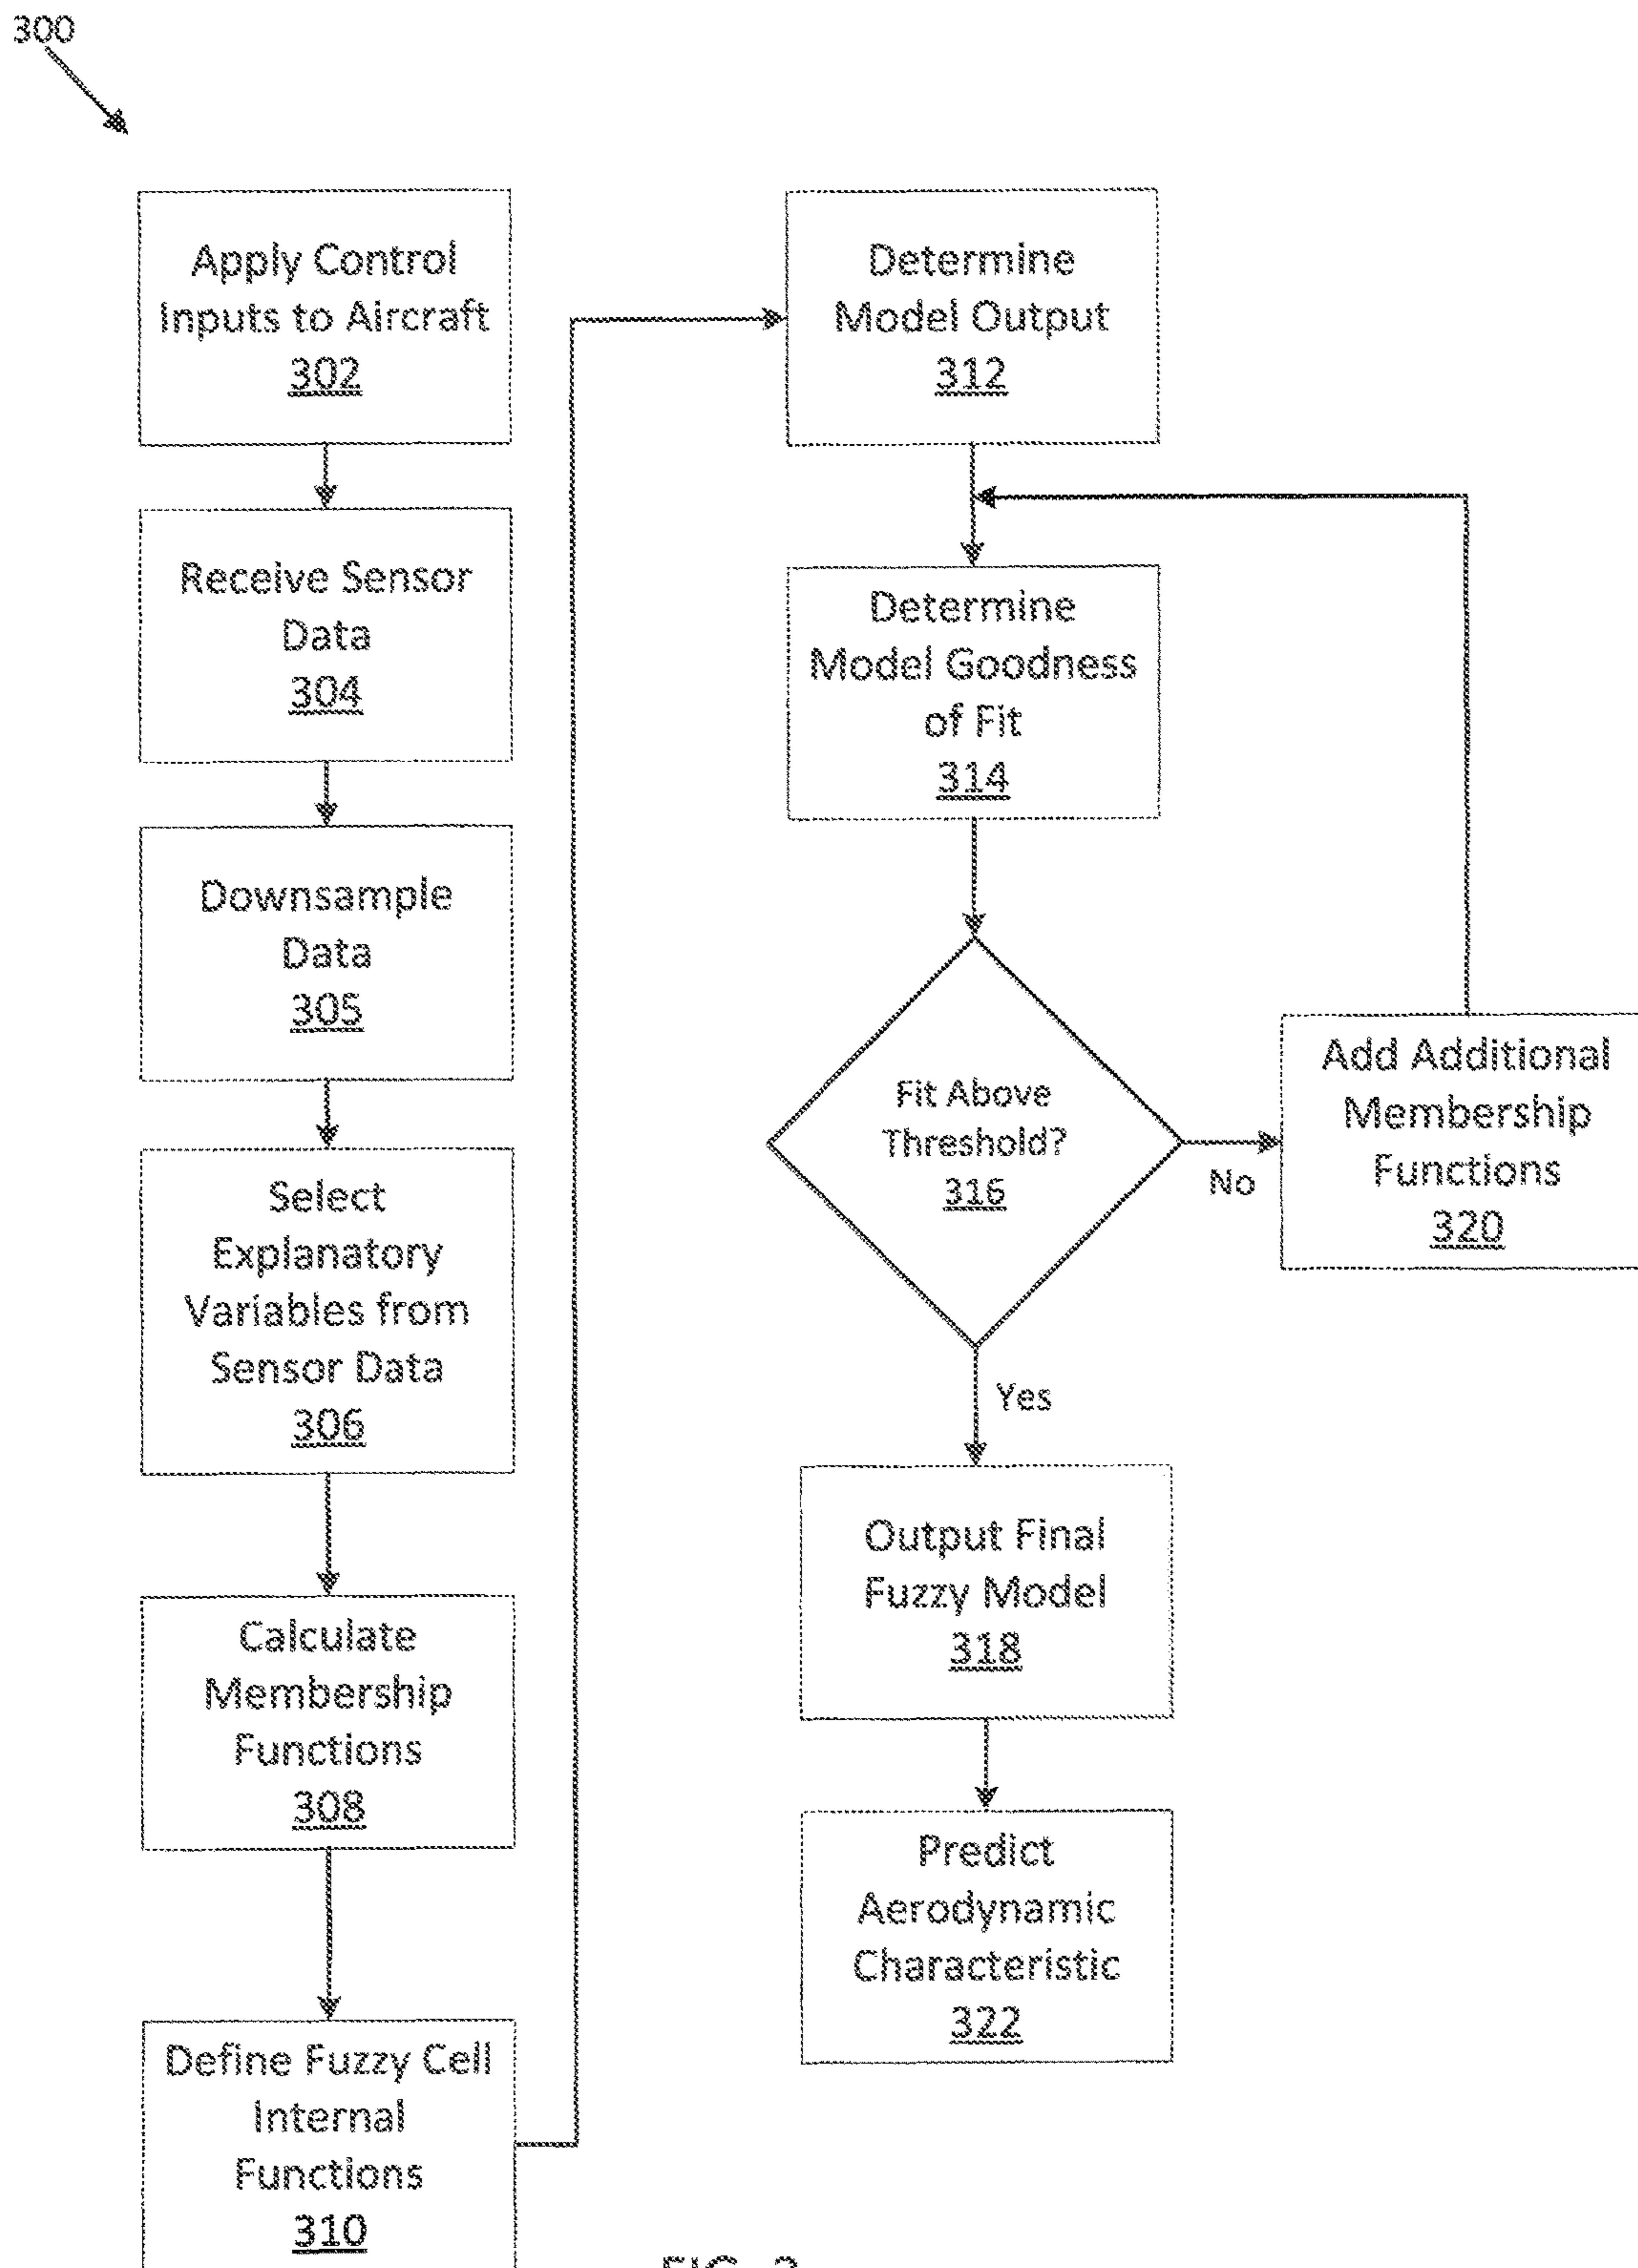 300
Apply Control
Inputs to Aircraft
302
Receive Sensor
Data
304
Downsample
Data
305
Select
Explanatory
Variables from
Sensor Data
306
Calculate
Membership
Functions
308
Define Fuzzy Cell
Internal
Functions
310
Determine
Model Output
312
Determine
Model Goodness
of Fit
314
Fit Above
Threshold?
316
No
Add Additional
Membership
Functions
320
Yes
Output Final
Fuzzy Model
318
Predict
Aerodynamic
Characteristic
322